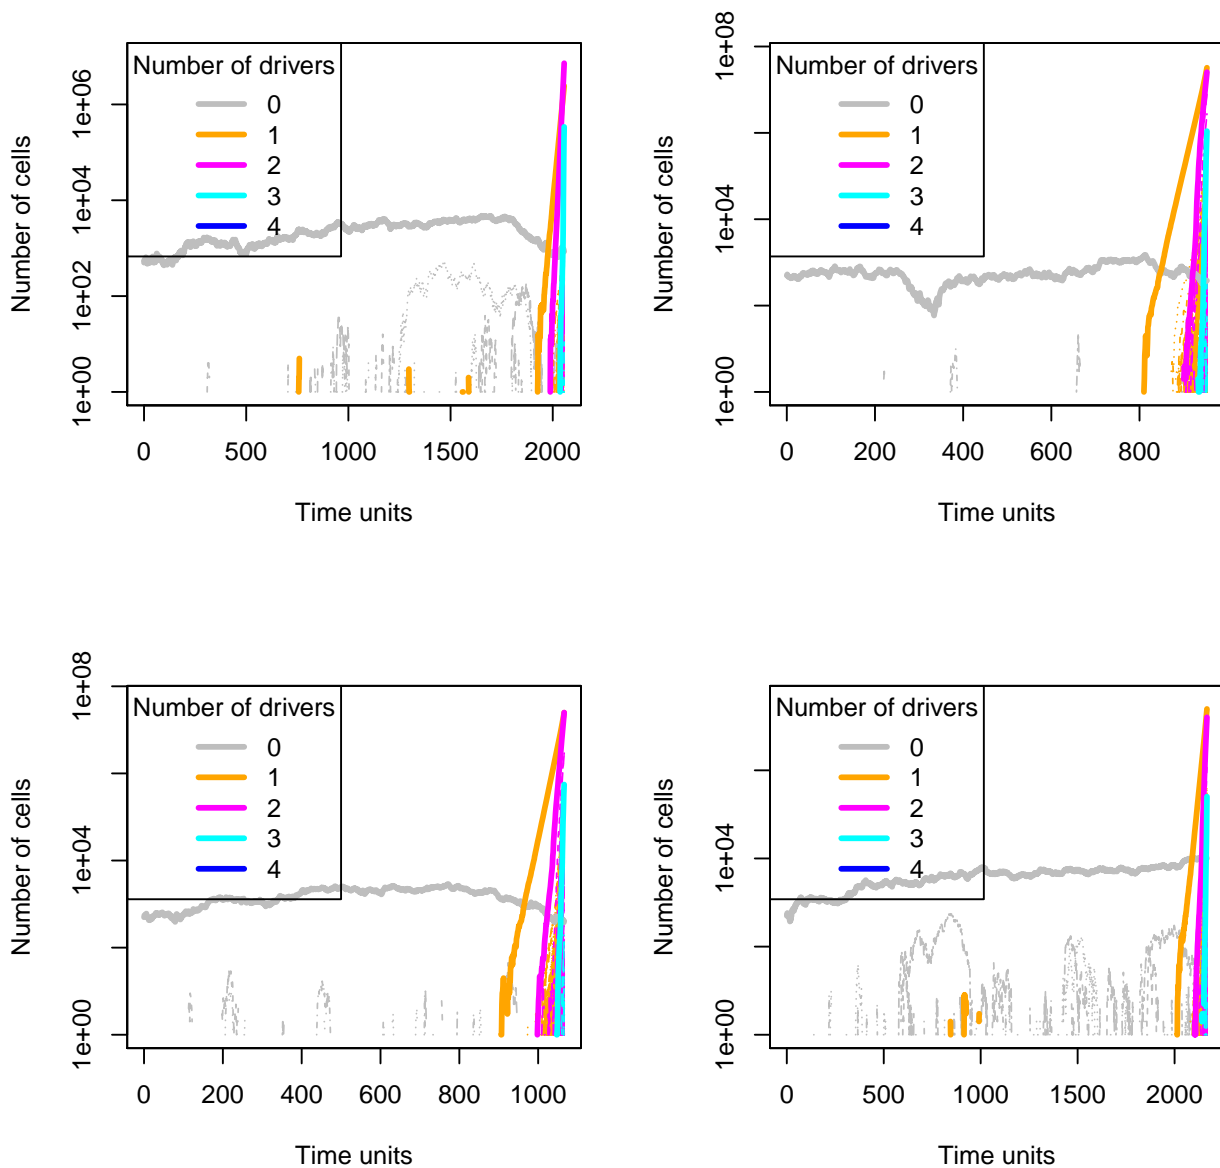 Number of drivers
0
1
2
3
4
Number of cells
1e+06
1e+04
1e+02
1e+00
0 500 1000 1500 2000
Time units
Number of drivers
0
1
2
3
4
Number of cells
1e+08
1e+04
1e+00
0 200 400 600 800
Time units
Number of drivers
0
1
2
3
4
Number of cells
1e+08
1e+04
1e+00
0 200 400 600 800 1000
Time units
Number of drivers
0
1
2
3
4
Number of cells
1e+04
1e+00
0 500 1000 1500 2000
Time units